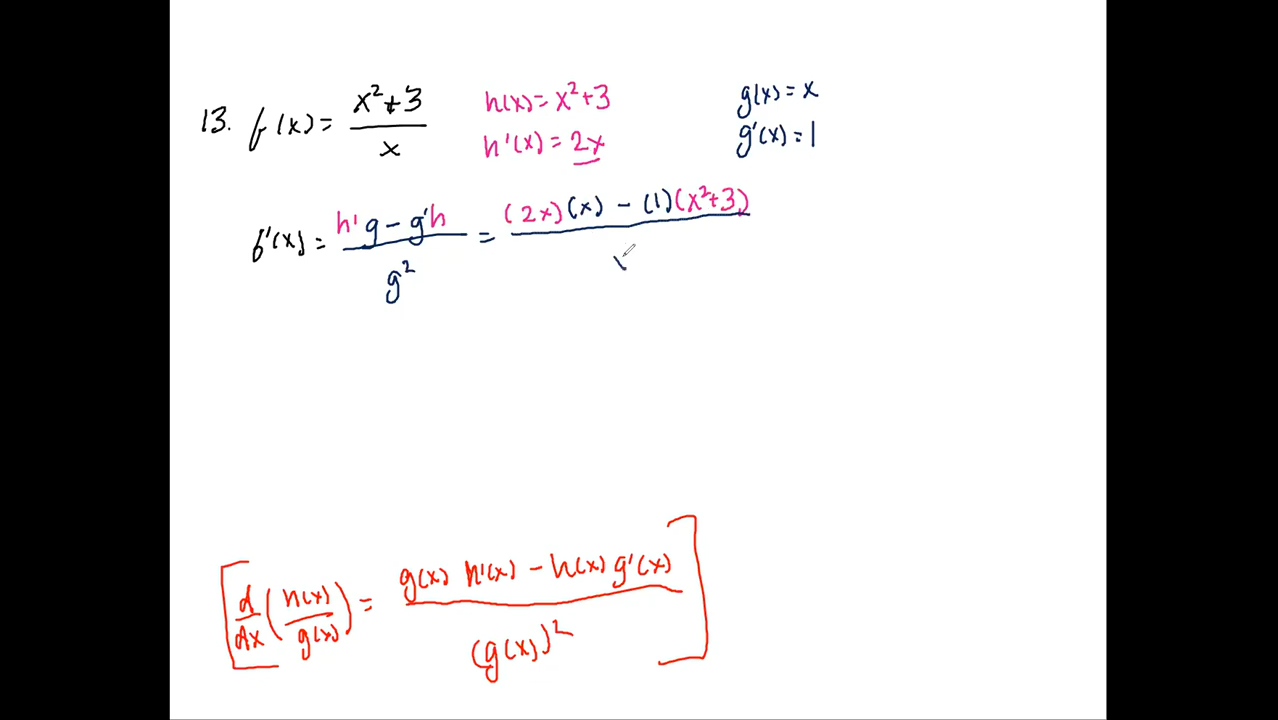 13. f(x) = (x²+3)/x   h(x) = x²+3   g(x) = x
h'(x) = 2x   g'(x) = 1
f'(x) = (h'g − g'h)/g² = (2x)(x) − (1)(x²+3)
[d/dx (h(x)/g(x)) = (g(x) h'(x) − h(x) g'(x))/(g(x))²]